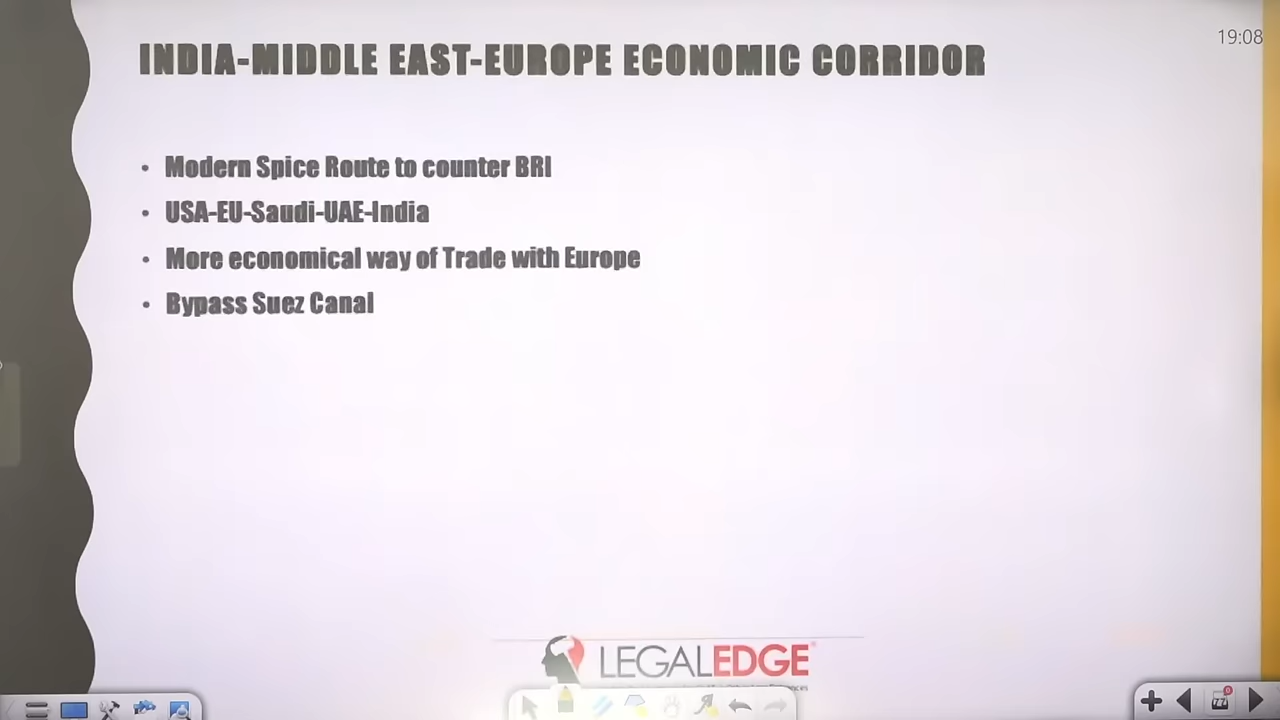 19:08
INDIA-MIDDLE EAST-EUROPE ECONOMIC CORRIDOR
• Modern Spice Route to counter BRI
• USA-EU-Saudi-UAE-India
• More economical way of Trade with Europe
• Bypass Suez Canal
LEGALEDGE